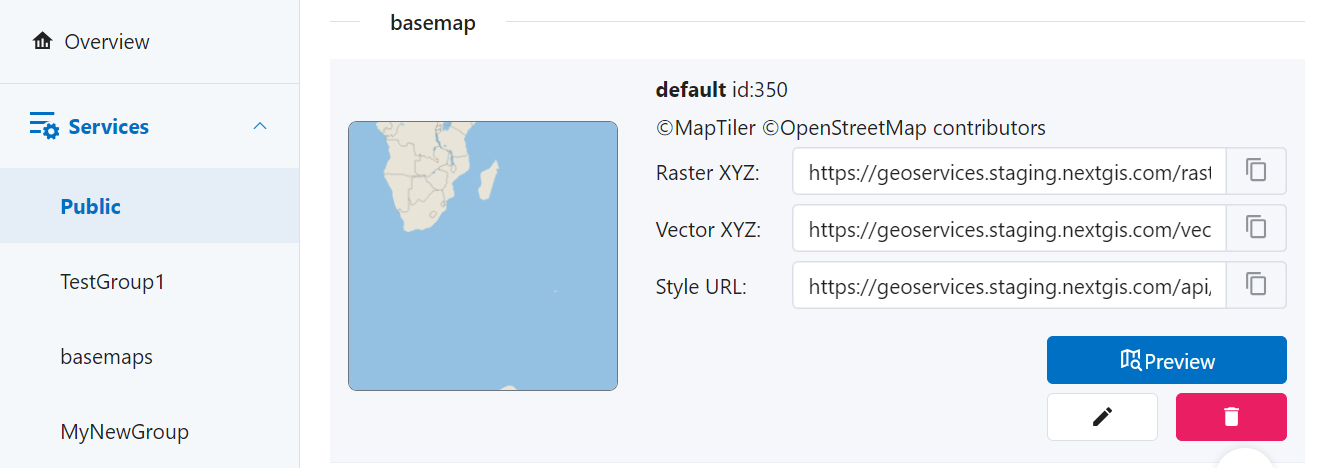 Overview
Services
Public
TestGroup1
basemaps
MyNewGroup
basemap
default id:350
©MapTiler ©OpenStreetMap contributors
Raster XYZ: https://geoservices.staging.nextgis.com/rast
Vector XYZ: https://geoservices.staging.nextgis.com/vec
Style URL: https://geoservices.staging.nextgis.com/api,
Preview